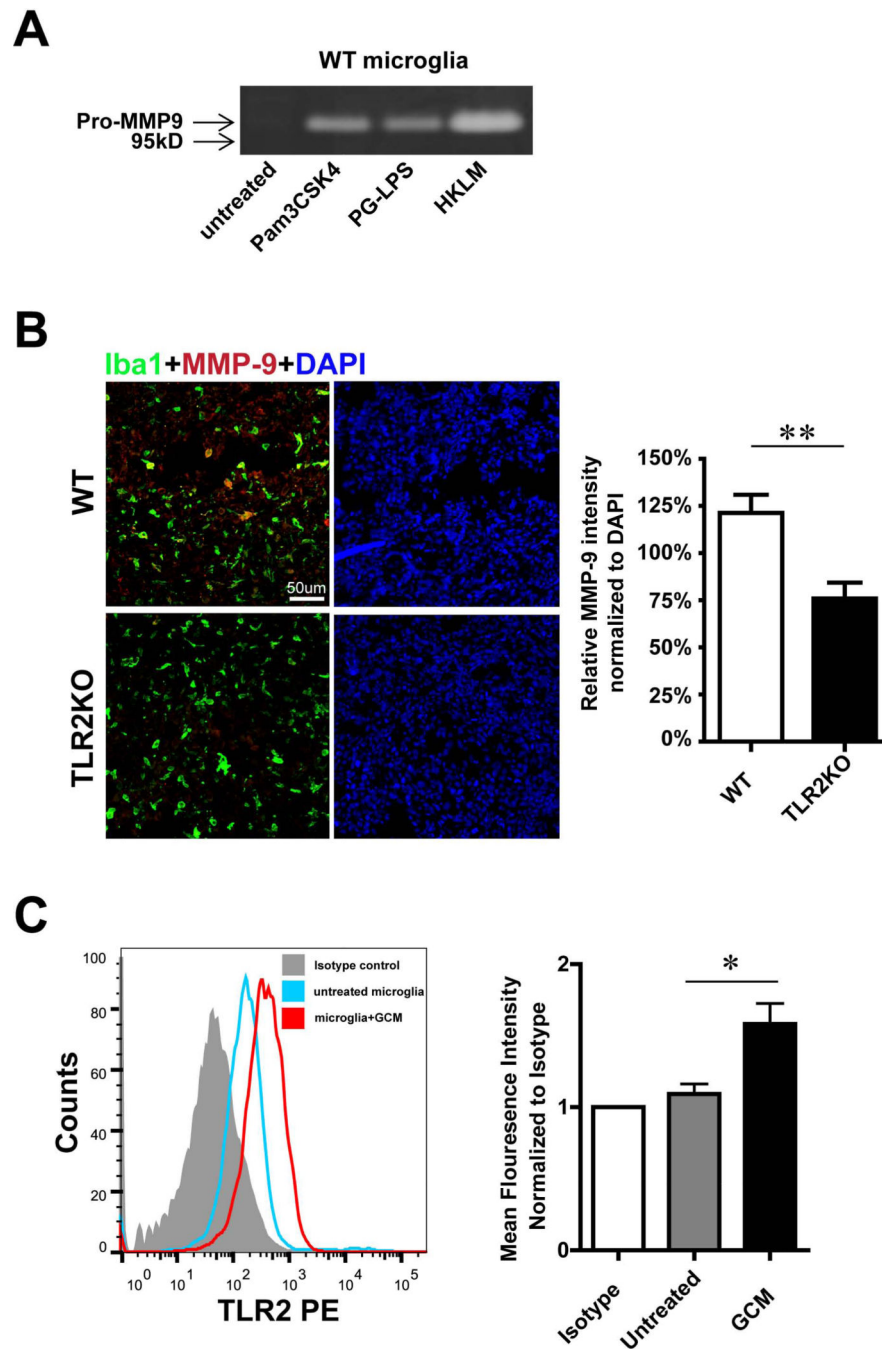 A
WT microglia
Pro-MMP9
95kD
untreated
Pam3CSK4
PG-LPS
HKLM
B
Iba1+MMP-9+DAPI
WT
50um
TLR2KO
Relative MMP-9 intensity
normalized to DAPI
150%
125%
100%
75%
50%
25%
0%
**
WT
TLR2KO
C
Counts
100
80
60
40
20
0
Isotype control
untreated microglia
microglia+GCM
10^0 10^1 10^2 10^3 10^4 10^5
TLR2 PE
Mean Flouresence Intensity
Normalized to Isotype
2
1
0
*
Isotype
Untreated
GCM